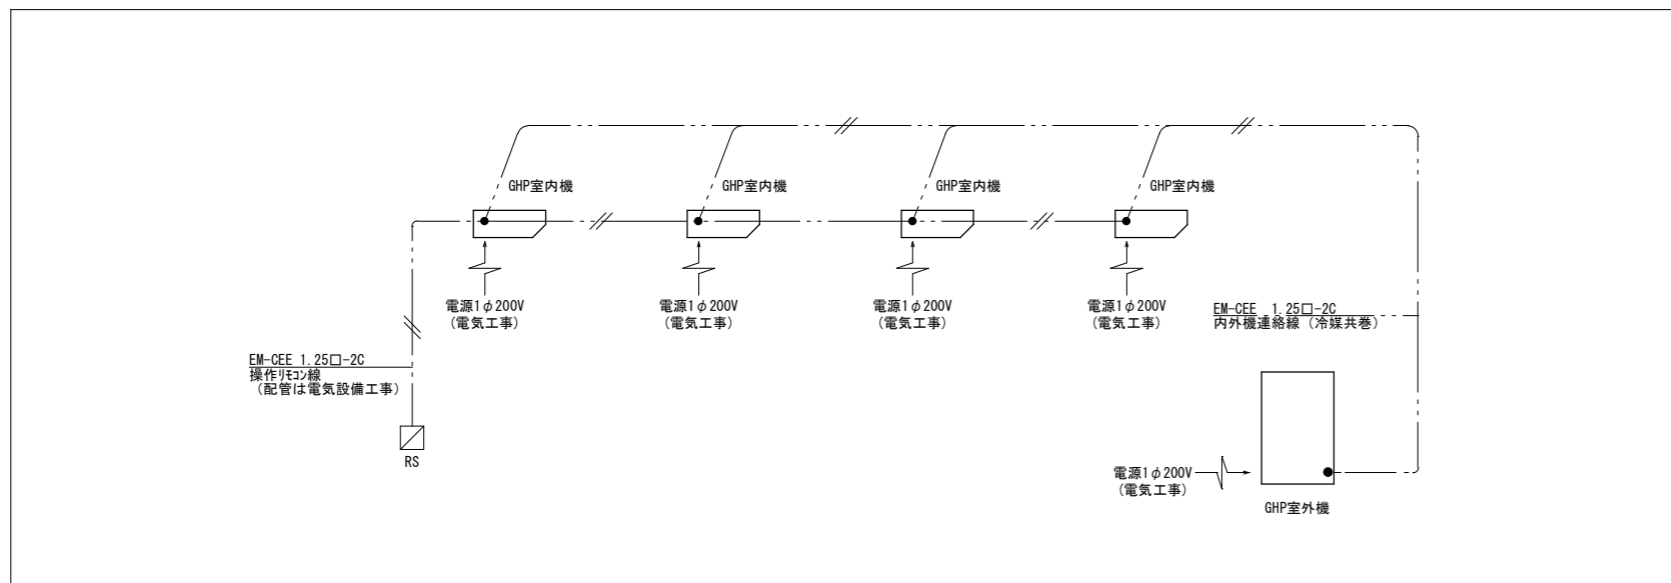 GHP室内機
GHP室内機
GHP室内機
GHP室内機
電源1φ200V
(電気工事)
電源1φ200V
(電気工事)
電源1φ200V
(電気工事)
電源1φ200V
(電気工事)
EM-CEE 1.25□-2C
内外機連絡線（冷媒共巻）
EM-CEE 1.25□-2C
操作ﾘﾓｺﾝ線
（配管は電気設備工事）
RS
電源1φ200V
(電気工事)
GHP室外機